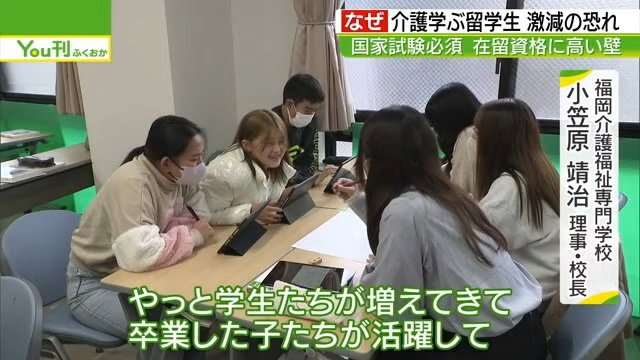 You刊
ふくおか
なぜ 介護学ぶ留学生 激減の恐れ
国家試験必須 在留資格に高い壁
福岡介護福祉専門学校
小笠原 靖治 理事・校長
やっと学生たちが増えてきて
卒業した子たちが活躍して